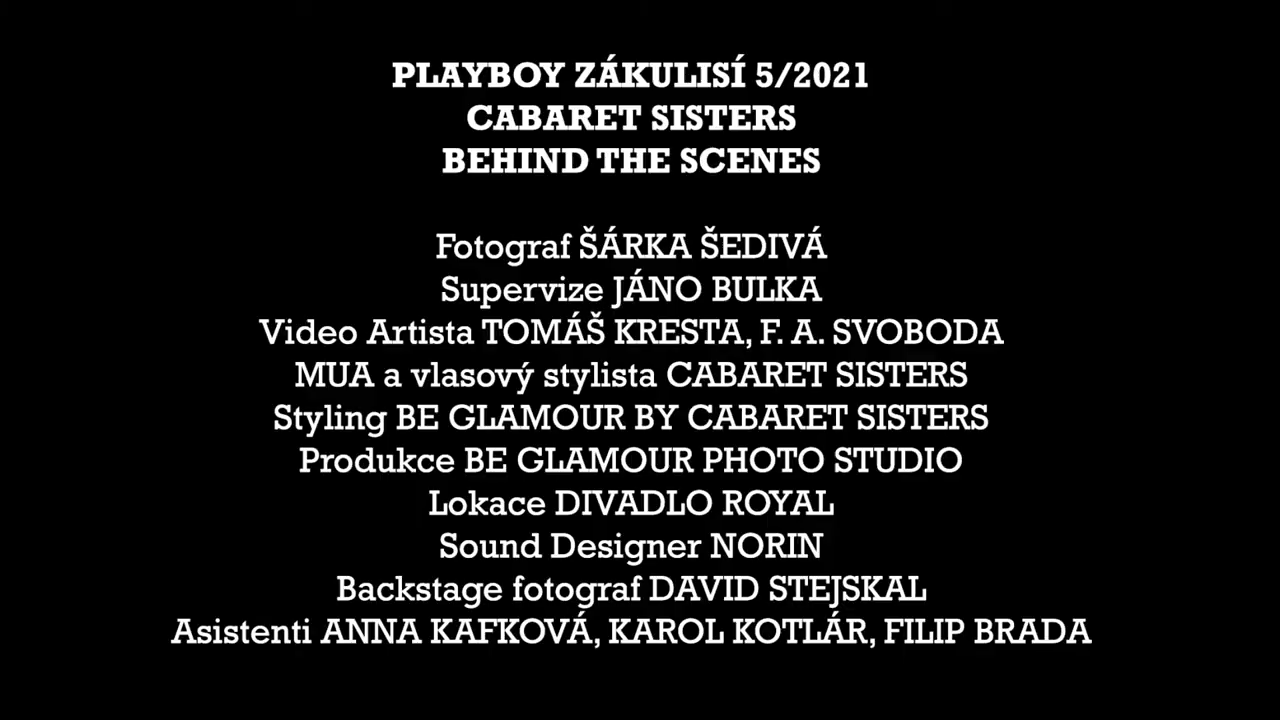 PLAYBOY ZÁKULISÍ 5/2021
CABARET SISTERS
BEHIND THE SCENES
Fotograf ŠÁRKA ŠEDIVÁ
Supervize JÁNO BULKA
Video Artista TOMÁŠ KRESTA, F. A. SVOBODA
MUA a vlasový stylista CABARET SISTERS
Styling BE GLAMOUR BY CABARET SISTERS
Produkce BE GLAMOUR PHOTO STUDIO
Lokace DIVADLO ROYAL
Sound Designer NORIN
Backstage fotograf DAVID STEJSKAL
Asistenti ANNA KAFKOVÁ, KAROL KOTLÁR, FILIP BRADA